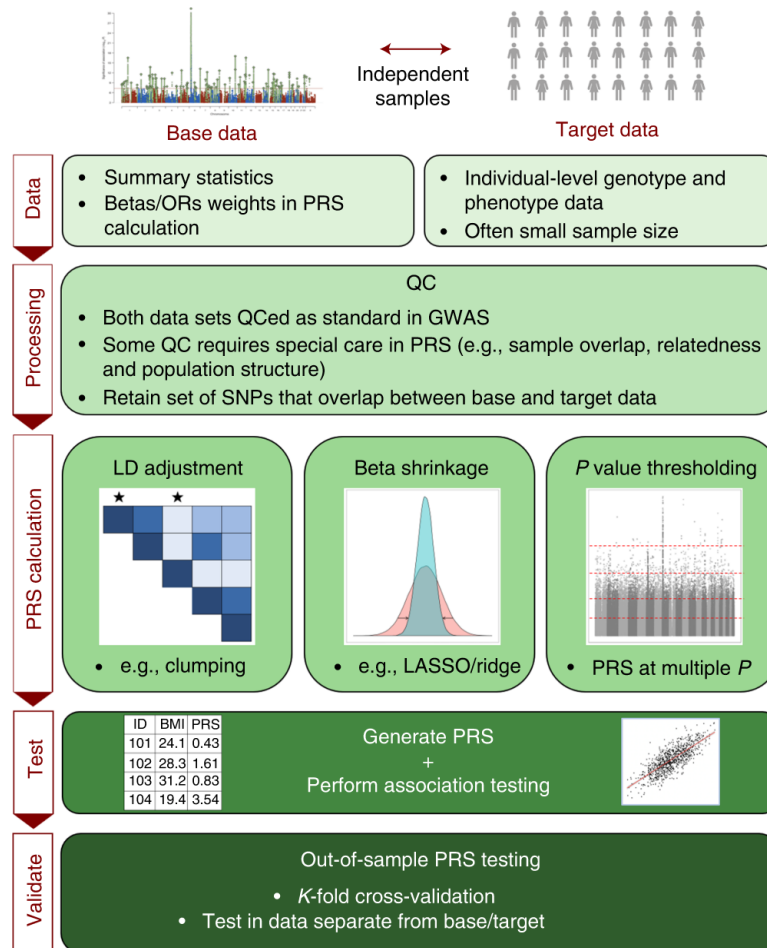 Independent
samples
Base data
Target data
Data
• Summary statistics
• Betas/ORs weights in PRS
calculation
• Individual-level genotype and
phenotype data
• Often small sample size
Processing
QC
• Both data sets QCed as standard in GWAS
• Some QC requires special care in PRS (e.g., sample overlap, relatedness
and population structure)
• Retain set of SNPs that overlap between base and target data
PRS calculation
LD adjustment
• e.g., clumping
Beta shrinkage
• e.g., LASSO/ridge
P value thresholding
• PRS at multiple P
Test
ID BMI PRS
101 24.1 0.43
102 28.3 1.61
103 31.2 0.83
104 19.4 3.54
Generate PRS
+
Perform association testing
Validate
Out-of-sample PRS testing
• K-fold cross-validation
• Test in data separate from base/target